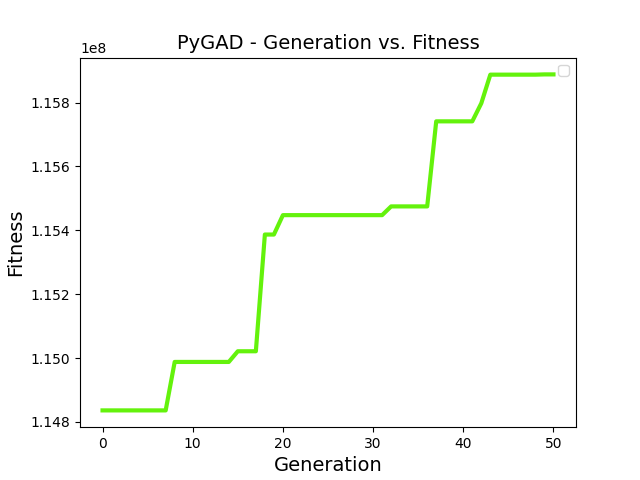 PyGAD - Generation vs. Fitness
1e8
1.158
1.156
1.154
1.152
1.150
1.148
Fitness
0 10 20 30 40 50
Generation